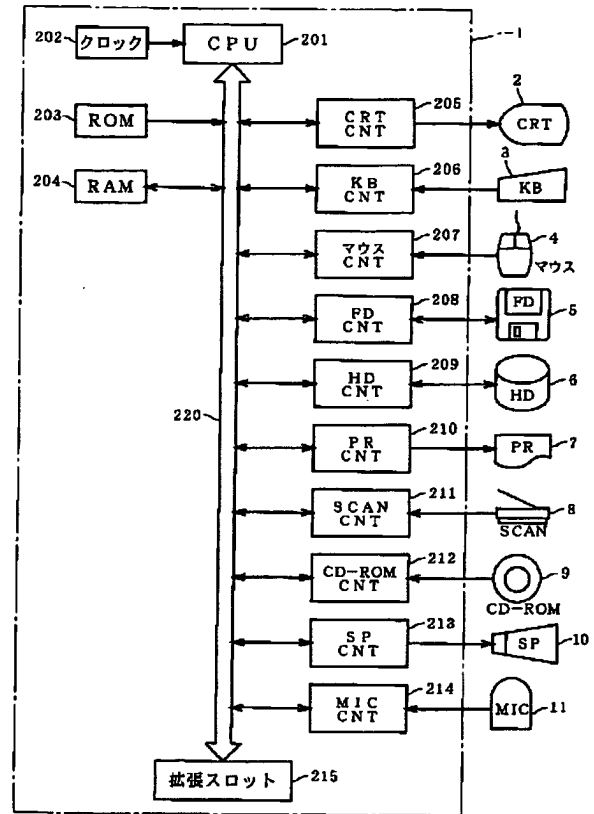 202 クロック CPU 201 1
203 ROM
204 RAM
205
CRT
CNT
2
CRT
206
KB
CNT
3
KB
207
マウス
CNT
4
マウス
208
FD
CNT
FD
5
209
HD
CNT
HD
6
220
210
PR
CNT
PR
7
211
SCAN
CNT
8
SCAN
212
CD-ROM
CNT
9
CD-ROM
213
SP
CNT
SP
10
214
MIC
CNT
MIC
11
拡張スロット 215